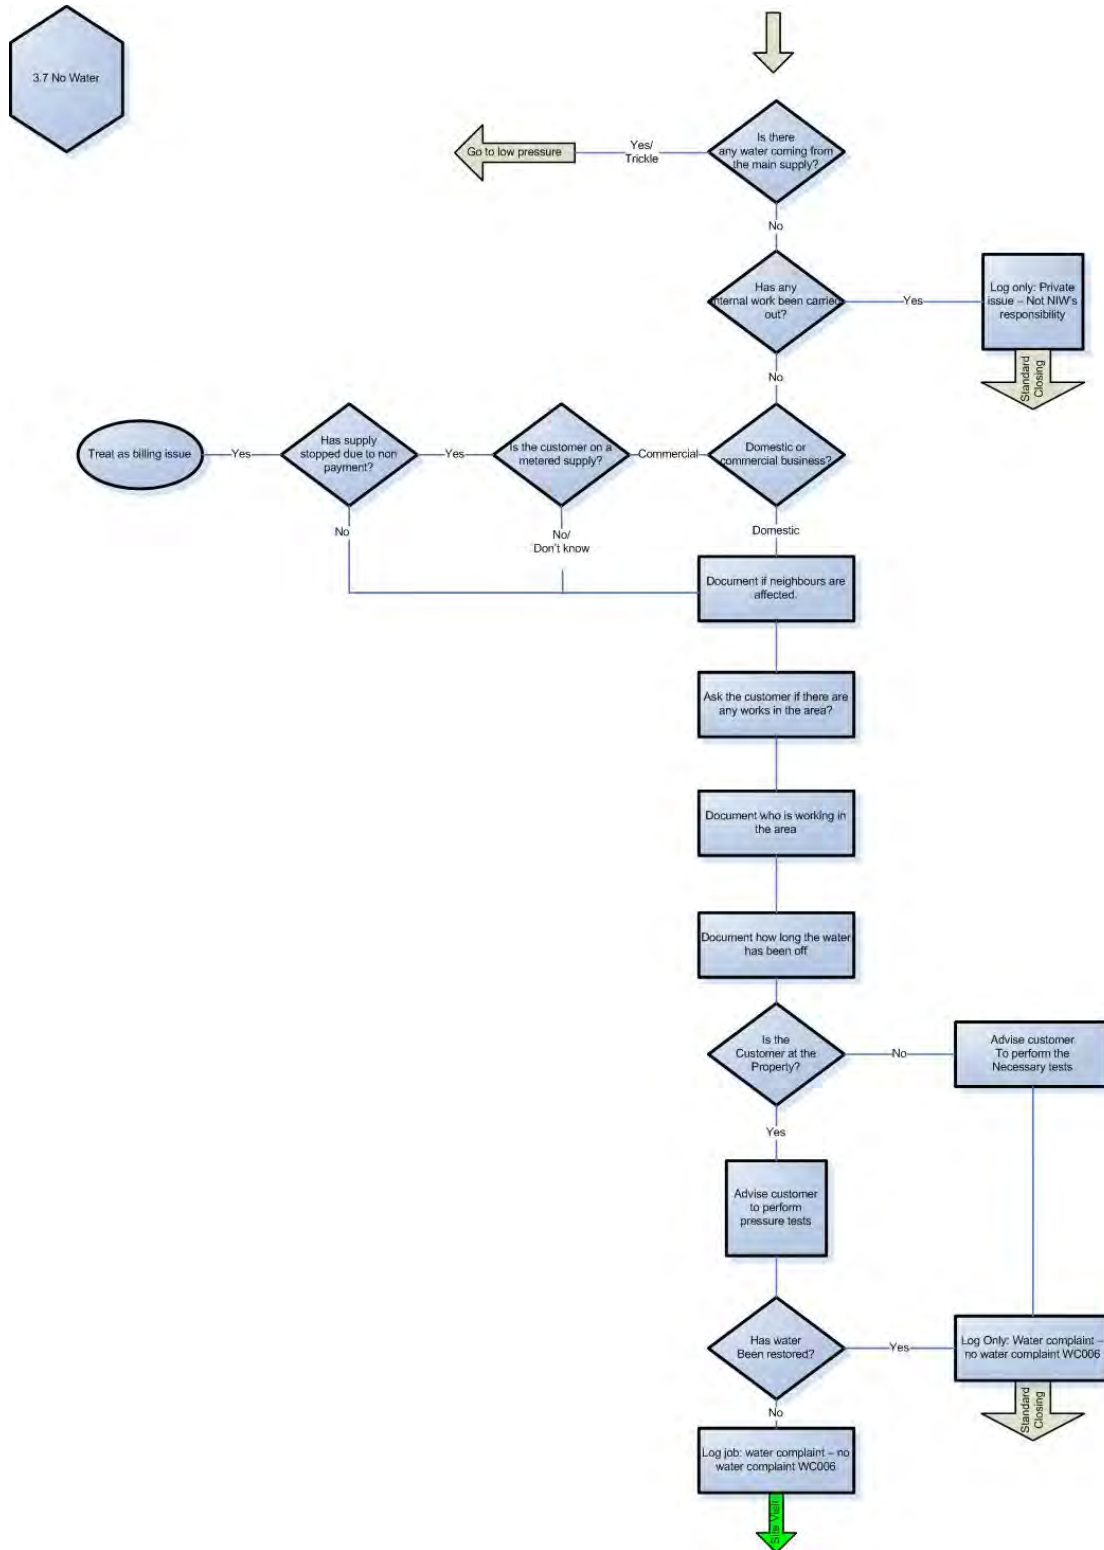 3.7 No Water
Is there
any water coming from
the main supply?
Yes/
Trickle
Go to low pressure
No
Has any
internal work been carried
out?
Yes
Log only: Private
issue – Not NIW's
responsibility
Standard
Closing
No
Domestic or
commercial business?
Commercial
Is the customer on a
metered supply?
Yes
Has supply
stopped due to non
payment?
Yes
Treat as billing issue
No
No/
Don't know
Domestic
Document if neighbours are
affected.
Ask the customer if there are
any works in the area?
Document who is working in
the area
Document how long the water
has been off
Is the
Customer at the
Property?
No
Advise customer
To perform the
Necessary tests
Yes
Advise customer
to perform
pressure tests
Has water
Been restored?
Yes
Log Only: Water complaint –
no water complaint WC006
Standard
Closing
No
Log job: water complaint – no
water complaint WC006
Site Visit